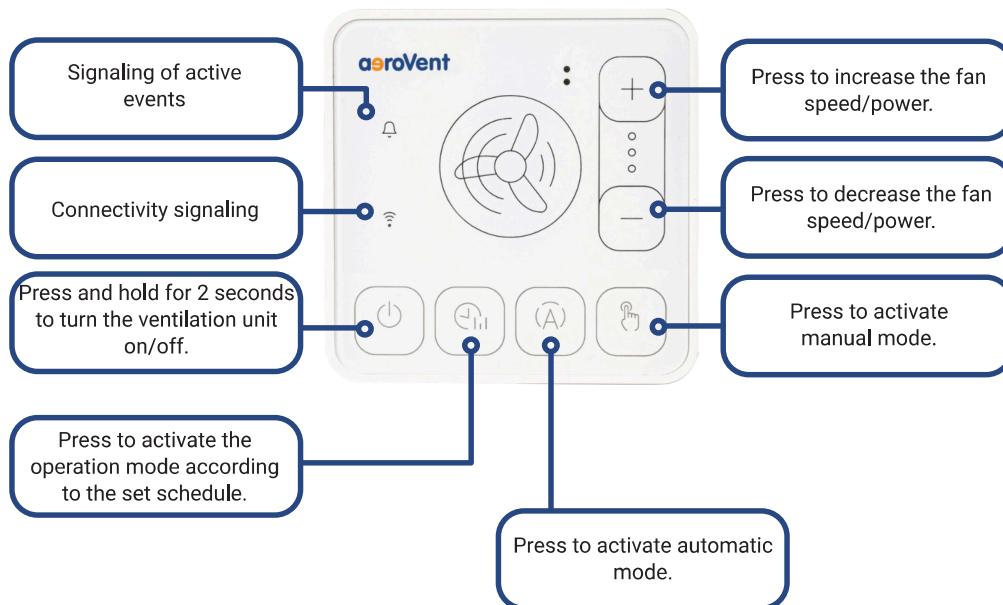 aeroVent
Signaling of active
events
Connectivity signaling
Press and hold for 2 seconds
to turn the ventilation unit
on/off.
Press to activate the
operation mode according
to the set schedule.
Press to increase the fan
speed/power.
Press to decrease the fan
speed/power.
Press to activate
manual mode.
Press to activate automatic
mode.
A